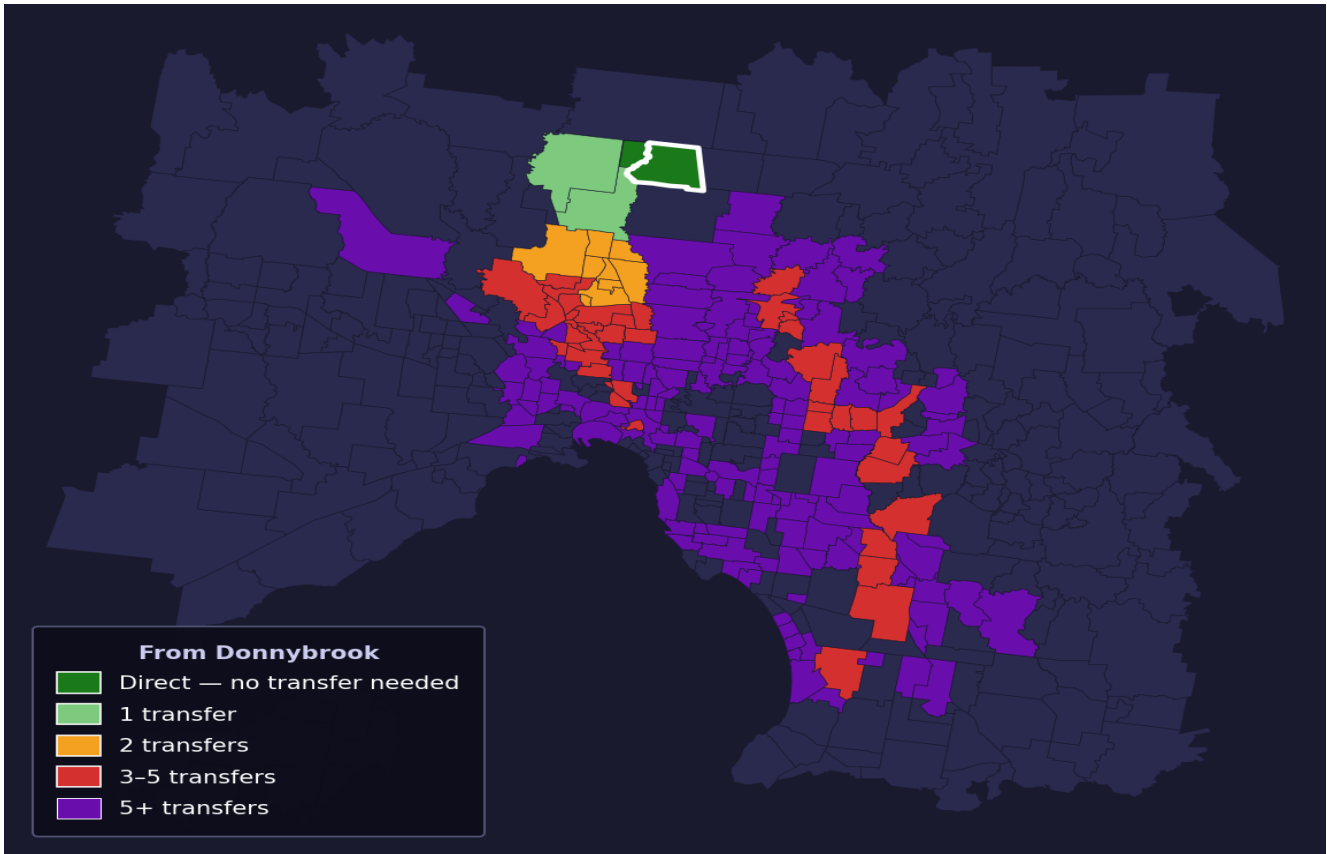 From Donnybrook
Direct — no transfer needed
1 transfer
2 transfers
3–5 transfers
5+ transfers